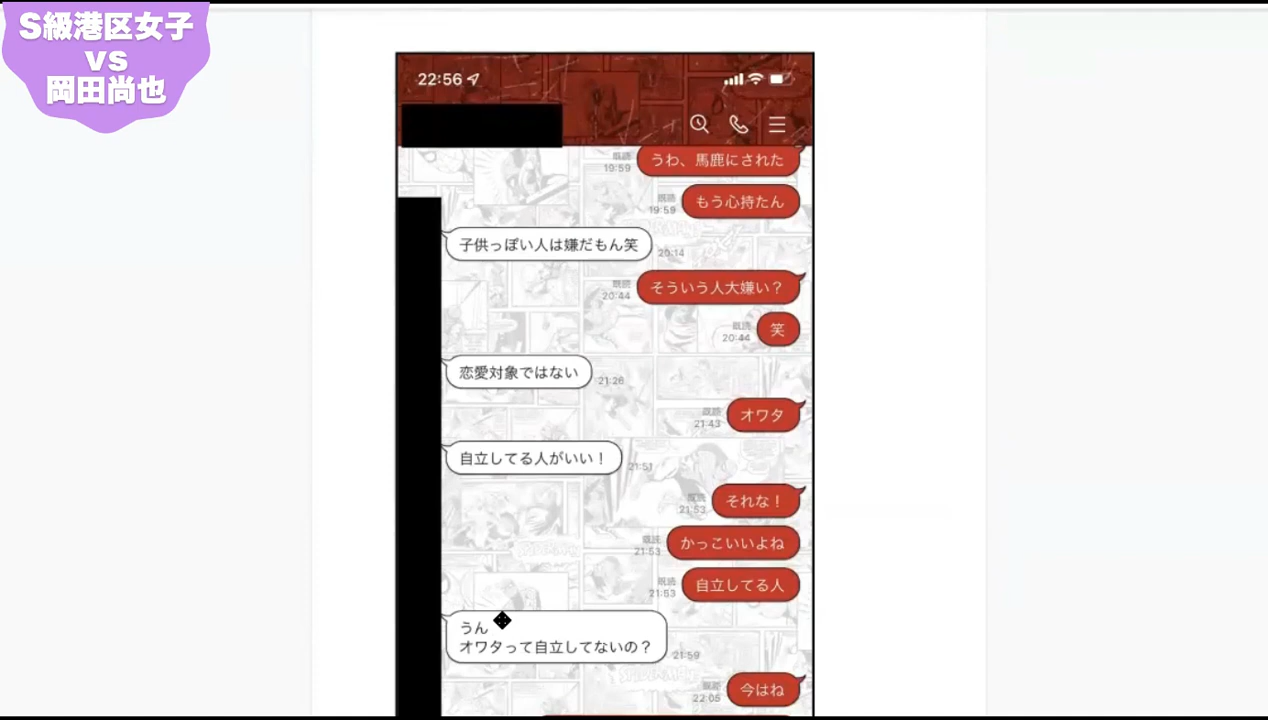 S級港区女子
vs
岡田尚也
22:56
うわ、馬鹿にされた
既読
19:59
もう心持たん
既読
19:59
子供っぽい人は嫌だもん笑
20:14
そういう人大嫌い？
既読
20:44
笑
既読
20:44
恋愛対象ではない
21:26
オワタ
既読
21:43
自立してる人がいい！
21:51
それな！
既読
21:53
かっこいいよね
既読
21:53
自立してる人
既読
21:53
うん
オワタって自立してないの？
21:59
今はね
既読
22:05